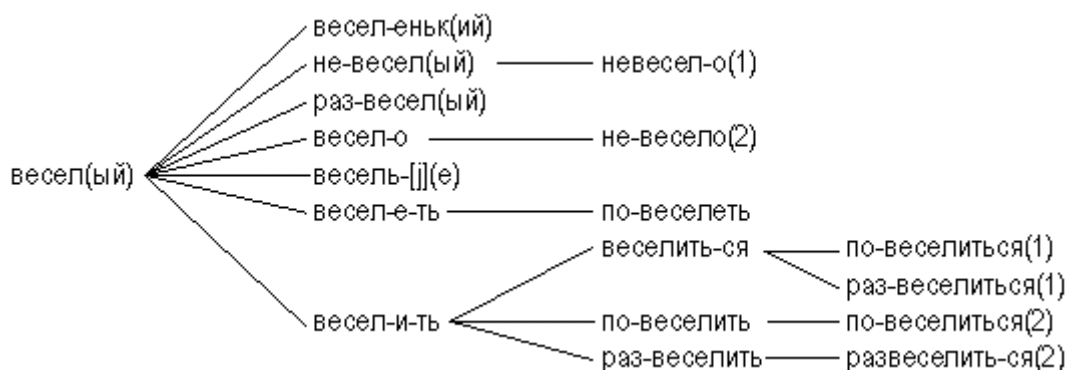 весел-еньк(ий)
не-весел(ый) невесел-о(1)
раз-весел(ый)
весел-о не-весело(2)
весел(ый) весель-[j](е)
весел-е-ть по-веселеть
веселить-ся по-веселиться(1)
раз-веселиться(1)
весел-и-ть по-веселить по-веселиться(2)
раз-веселить развеселить-ся(2)